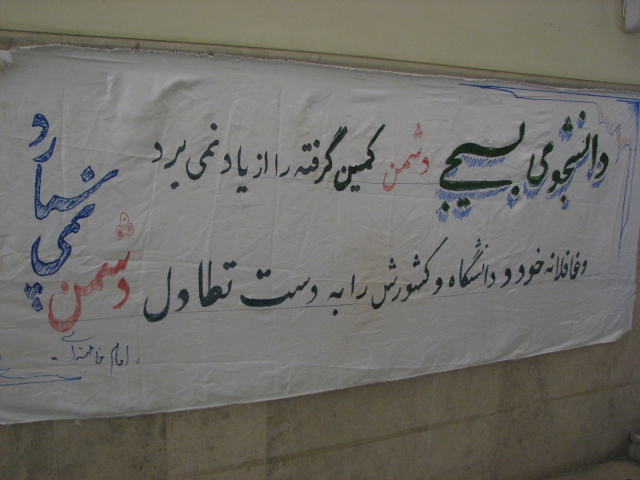 دانشجوی بسیجی دشمن کمین گرفته را از یاد نمی برد
و غافلانه خود و دانشگاه و کشورش را به دست تطاول دشمن نمی سپارد
امام خامنه ای